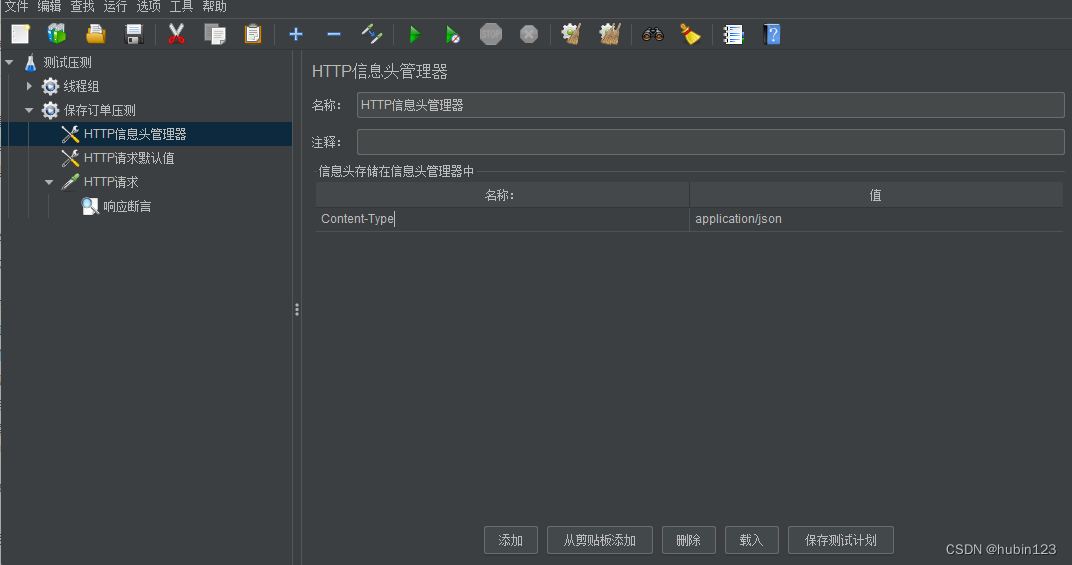 文件 编辑 查找 运行 选项 工具 帮助
STOP
测试压测
线程组
保存订单压测
HTTP信息头管理器
HTTP请求默认值
HTTP请求
响应断言
HTTP信息头管理器
名称： HTTP信息头管理器
注释：
信息头存储在信息头管理器中
名称： 值
Content-Type application/json
添加 从剪贴板添加 删除 载入 保存测试计划
CSDN @hubin123